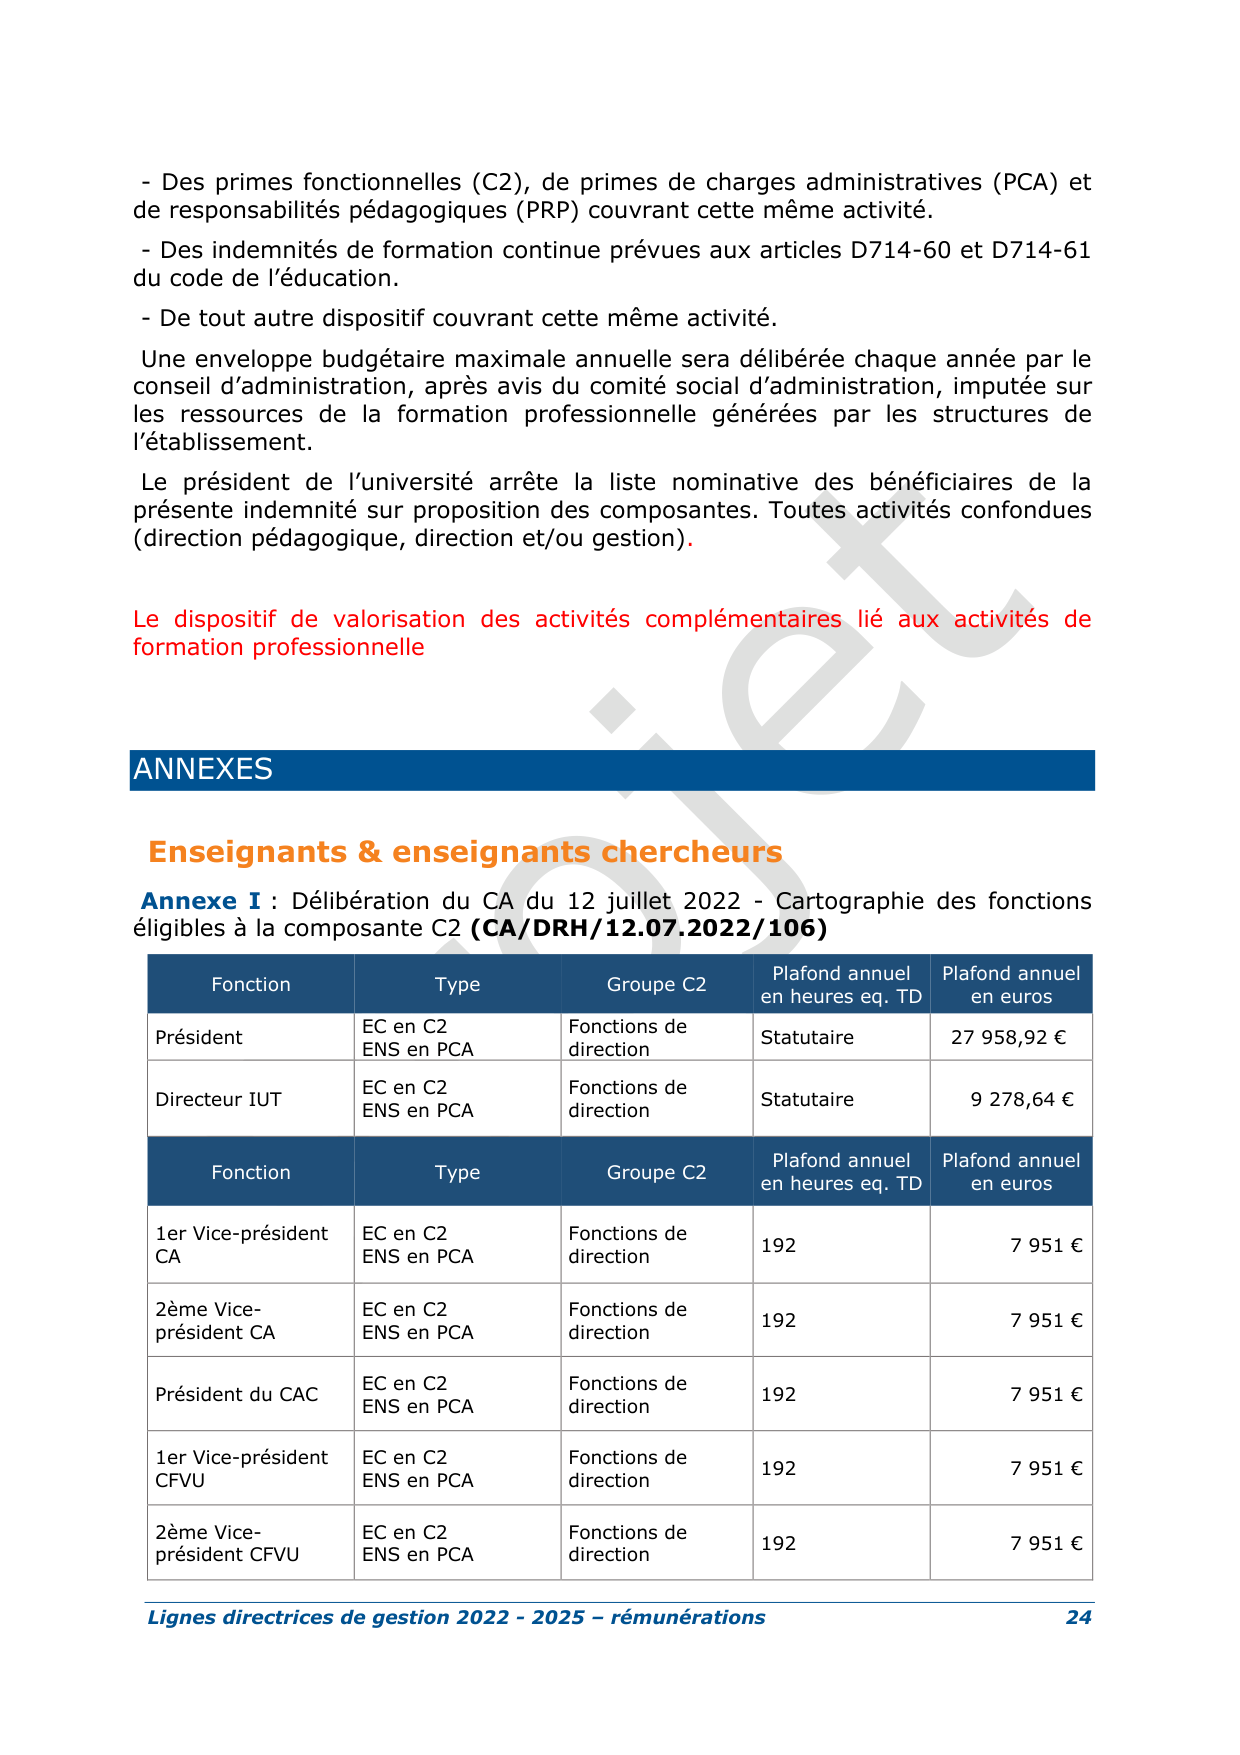 - Des primes fonctionnelles (C2), de primes de charges administratives (PCA) et
de responsabilités pédagogiques (PRP) couvrant cette même activité.
- Des indemnités de formation continue prévues aux articles D714-60 et D714-61
du code de l’éducation.
- De tout autre dispositif couvrant cette même activité.
Une enveloppe budgétaire maximale annuelle sera délibérée chaque année par le
conseil d’administration, après avis du comité social d’administration, imputée sur
les ressources de la formation professionnelle générées par les structures de
l’établissement.
Le président de l’université arrête la liste nominative des bénéficiaires de la
présente indemnité sur proposition des composantes. Toutes activités confondues
(direction pédagogique, direction et/ou gestion).
Le dispositif de valorisation des activités complémentaires lié aux activités de
formation professionnelle
ANNEXES
Enseignants & enseignants chercheurs
Annexe I : Délibération du CA du 12 juillet 2022 - Cartographie des fonctions
éligibles à la composante C2 (CA/DRH/12.07.2022/106)
Fonction Type Groupe C2 Plafond annuel en heures eq. TD Plafond annuel en euros
Président EC en C2 ENS en PCA Fonctions de direction Statutaire 27 958,92 €
Directeur IUT EC en C2 ENS en PCA Fonctions de direction Statutaire 9 278,64 €
Fonction Type Groupe C2 Plafond annuel en heures eq. TD Plafond annuel en euros
1er Vice-président CA EC en C2 ENS en PCA Fonctions de direction 192 7 951 €
2ème Vice-président CA EC en C2 ENS en PCA Fonctions de direction 192 7 951 €
Président du CAC EC en C2 ENS en PCA Fonctions de direction 192 7 951 €
1er Vice-président CFVU EC en C2 ENS en PCA Fonctions de direction 192 7 951 €
2ème Vice-président CFVU EC en C2 ENS en PCA Fonctions de direction 192 7 951 €
Lignes directrices de gestion 2022 - 2025 – rémunérations 24